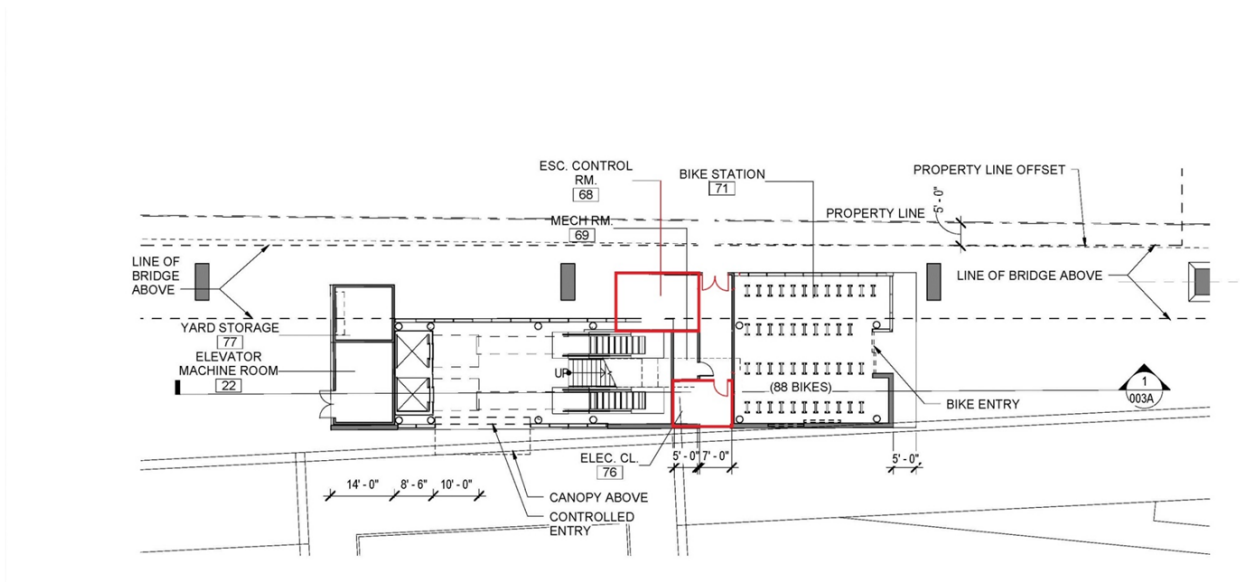 ESC. CONTROL
RM.
68
BIKE STATION
71
PROPERTY LINE OFFSET
MECH RM.
69
PROPERTY LINE
5' - 0"
LINE OF
BRIDGE
ABOVE
LINE OF BRIDGE ABOVE
YARD STORAGE
77
ELEVATOR
MACHINE ROOM
22
UP
(88 BIKES)
1
003A
BIKE ENTRY
ELEC. CL.
76
5' - 0"
7' - 0"
5' - 0"
14' - 0"
8' - 6"
10' - 0"
CANOPY ABOVE
CONTROLLED
ENTRY